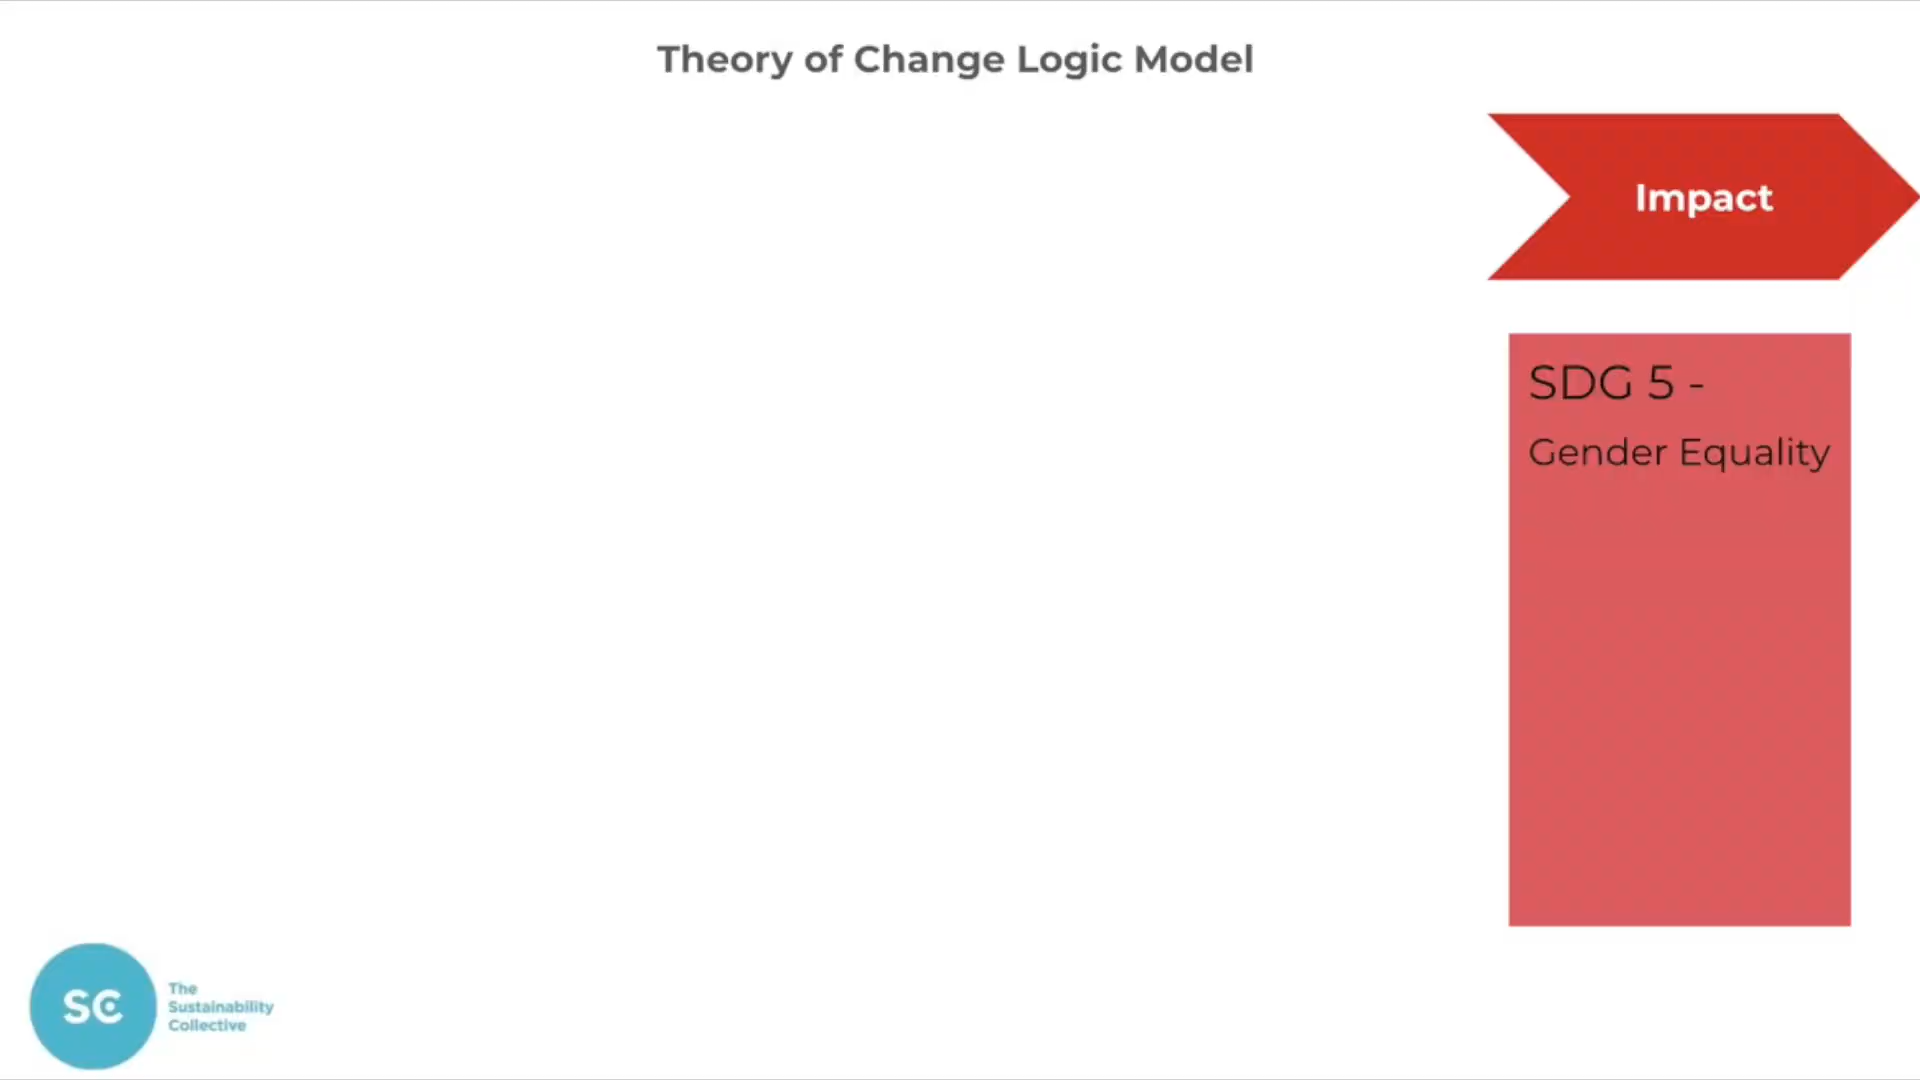 Theory of Change Logic Model
Impact
SDG 5 -
Gender Equality
SC
The
Sustainability
Collective